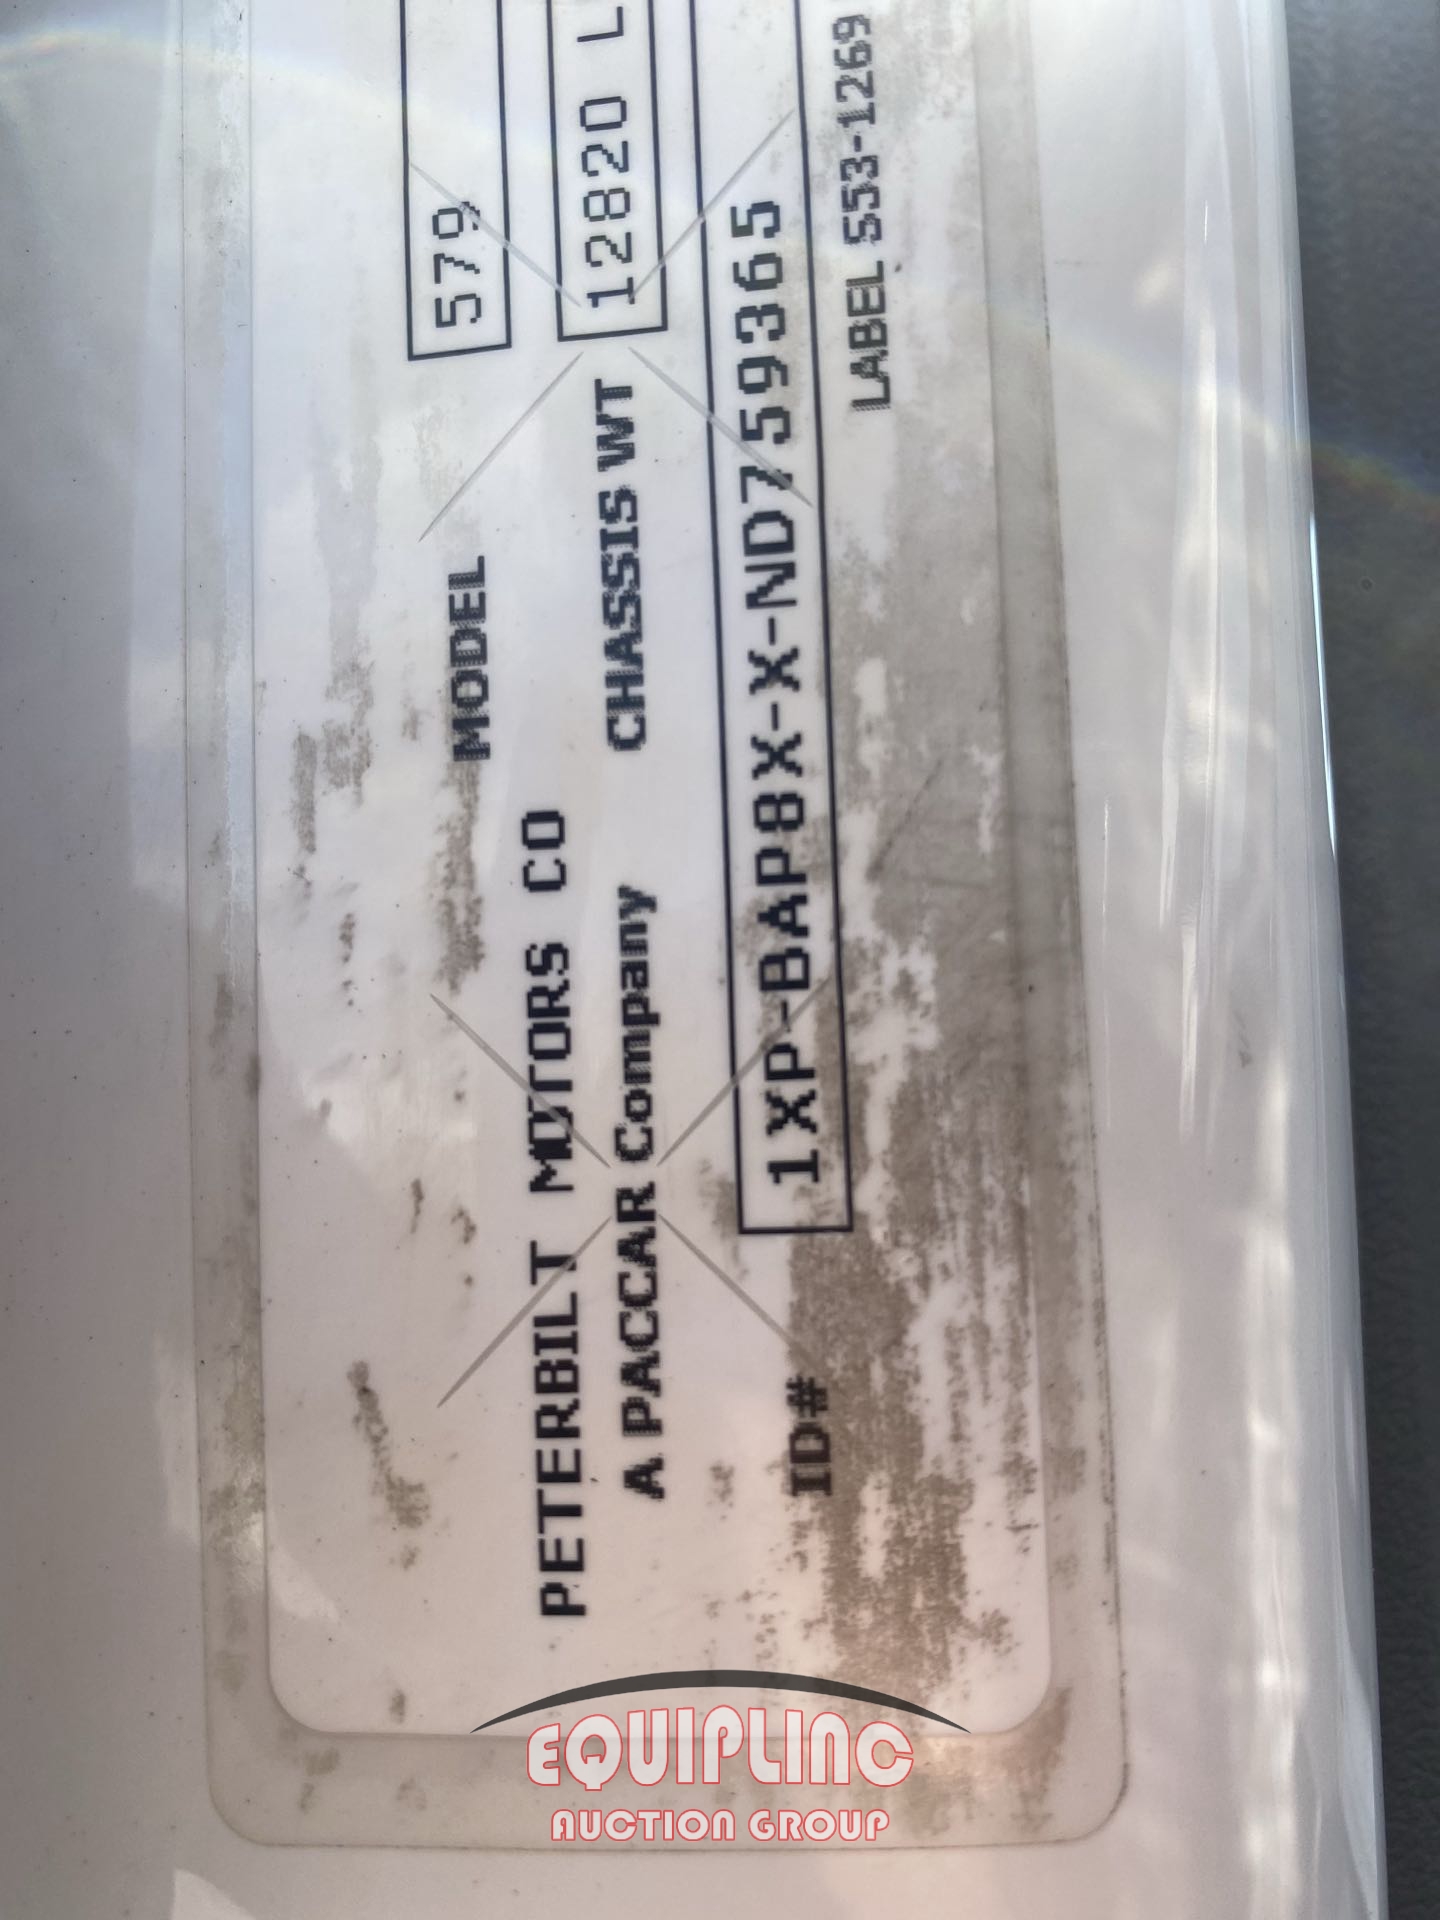 MODEL 579
PETERBILT MOTORS CO
A PACCAR Company
CHASSIS WT 12820 L
ID# 1XP-BAP8X-X-ND759365
LABEL S53-1269
EQUIPLINC
AUCTION GROUP